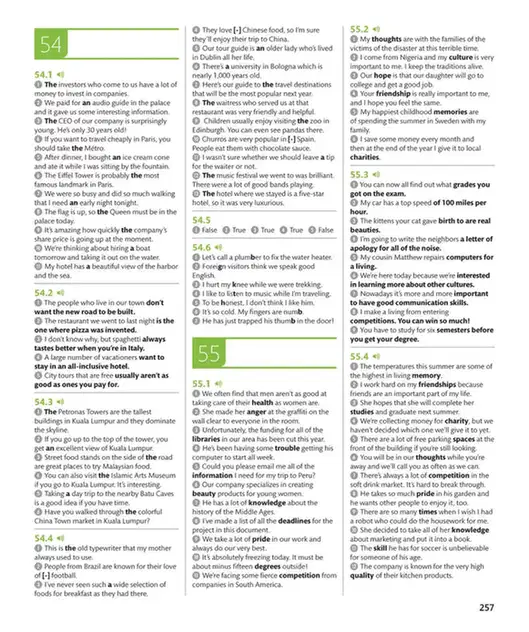 54
54.1
1 The investors who come to us have a lot of
money to invest in companies.
2 We paid for an audio guide in the palace
and it gave us some interesting information.
3 The CEO of our company is surprisingly
young. He's only 30 years old!
4 If you want to travel cheaply in Paris, you
should take the Métro.
5 After dinner, I bought an ice cream cone
and ate it while I was sitting by the fountain.
6 The Eiffel Tower is probably the most
famous landmark in Paris.
7 We were so busy and did so much walking
that I need an early night tonight.
8 The flag is up, so the Queen must be in the
palace today.
9 It's amazing how quickly the company's
share price is going up at the moment.
10 We're thinking about hiring a boat
tomorrow and taking it out on the water.
11 My hotel has a beautiful view of the harbor
and the sea.
54.2
1 The people who live in our town don't
want the new road to be built.
2 The restaurant we went to last night is the
one where pizza was invented.
3 I don't know why, but spaghetti always
tastes better when you're in Italy.
4 A large number of vacationers want to
stay in an all-inclusive hotel.
5 City tours that are free usually aren't as
good as ones you pay for.
54.3
1 The Petronas Towers are the tallest
buildings in Kuala Lumpur and they dominate
the skyline.
2 If you go up to the top of the tower, you
get an excellent view of Kuala Lumpur.
3 Street food stands on the side of the road
are great places to try Malaysian food.
4 You can also visit the Islamic Arts Museum
if you go to Kuala Lumpur. It's interesting.
5 Taking a day trip to the nearby Batu Caves
is a good idea if you have time.
6 Have you walked through the colorful
China Town market in Kuala Lumpur?
54.4
1 This is the old typewriter that my mother
always used to use.
2 People from Brazil are known for their love
of [-] football.
3 I've never seen such a wide selection of
foods for breakfast as they had there.
4 They love [-] Chinese food, so I'm sure
they'll enjoy their trip to China.
5 Our tour guide is an older lady who's lived
in Dublin all her life.
6 There's a university in Bologna which is
nearly 1,000 years old.
7 Here's our guide to the travel destinations
that will be the most popular next year.
8 The waitress who served us at that
restaurant was very friendly and helpful.
9 Children usually enjoy visiting the zoo in
Edinburgh. You can even see pandas there.
10 Churros are very popular in [-] Spain.
People eat them with chocolate sauce.
11 I wasn't sure whether we should leave a tip
for the waiter or not.
12 The music festival we went to was brilliant.
There were a lot of good bands playing.
13 The hotel where we stayed is a five-star
hotel, so it was very luxurious.
54.5
1 False 2 True 3 True 4 True 5 False
54.6
1 Let's call a plumber to fix the water heater.
2 Foreign visitors think we speak good
English.
3 I hurt my knee while we were trekking.
4 I like to listen to music while I'm traveling.
5 To be honest, I don't think I like him.
6 It's so cold. My fingers are numb.
7 He has just trapped his thumb in the door!
55
55.1
1 We often find that men aren't as good at
taking care of their health as women are.
2 She made her anger at the graffiti on the
wall clear to everyone in the room.
3 Unfortunately, the funding for all of the
libraries in our area has been cut this year.
4 He's been having some trouble getting his
computer to start all week.
5 Could you please email me all of the
information I need for my trip to Peru?
6 Our company specializes in creating
beauty products for young women.
7 He has a lot of knowledge about the
history of the Middle Ages.
8 I've made a list of all the deadlines for the
project in this document.
9 We take a lot of pride in our work and
always do our very best.
10 It's absolutely freezing today. It must be
about minus fifteen degrees outside!
11 We're facing some fierce competition from
companies in South America.
55.2
1 My thoughts are with the families of the
victims of the disaster at this terrible time.
2 I come from Nigeria and my culture is very
important to me. I keep the traditions alive.
3 Our hope is that our daughter will go to
college and get a good job.
4 Your friendship is really important to me,
and I hope you feel the same.
5 My happiest childhood memories are
of spending the summer in Sweden with my
family.
6 I save some money every month and
then at the end of the year I give it to local
charities.
55.3
1 You can now all find out what grades you
got on the exam.
2 My car has a top speed of 100 miles per
hour.
3 The kittens your cat gave birth to are real
beauties.
4 I'm going to write the neighbors a letter of
apology for all of the noise.
5 My cousin Matthew repairs computers for
a living.
6 We're here today because we're interested
in learning more about other cultures.
7 Nowadays it's more and more important
to have good communication skills.
8 I make a living from entering
competitions. You can win so much!
9 You have to study for six semesters before
you get your degree.
55.4
1 The temperatures this summer are some of
the highest in living memory.
2 I work hard on my friendships because
friends are an important part of my life.
3 She hopes that she will complete her
studies and graduate next summer.
4 We're collecting money for charity, but we
haven't decided which one we'll give it to yet.
5 There are a lot of free parking spaces at the
front of the building if you're still looking.
6 You will be in our thoughts while you're
away and we'll call you as often as we can.
7 There's always a lot of competition in the
soft drink market. It's hard to break through.
8 He takes so much pride in his garden and
he wants other people to enjoy it, too.
9 There are so many times when I wish I had
a robot who could do the housework for me.
10 She decided to take all of her knowledge
about marketing and put it into a book.
11 The skill he has for soccer is unbelievable
for someone of his age.
12 The company is known for the very high
quality of their kitchen products.
257